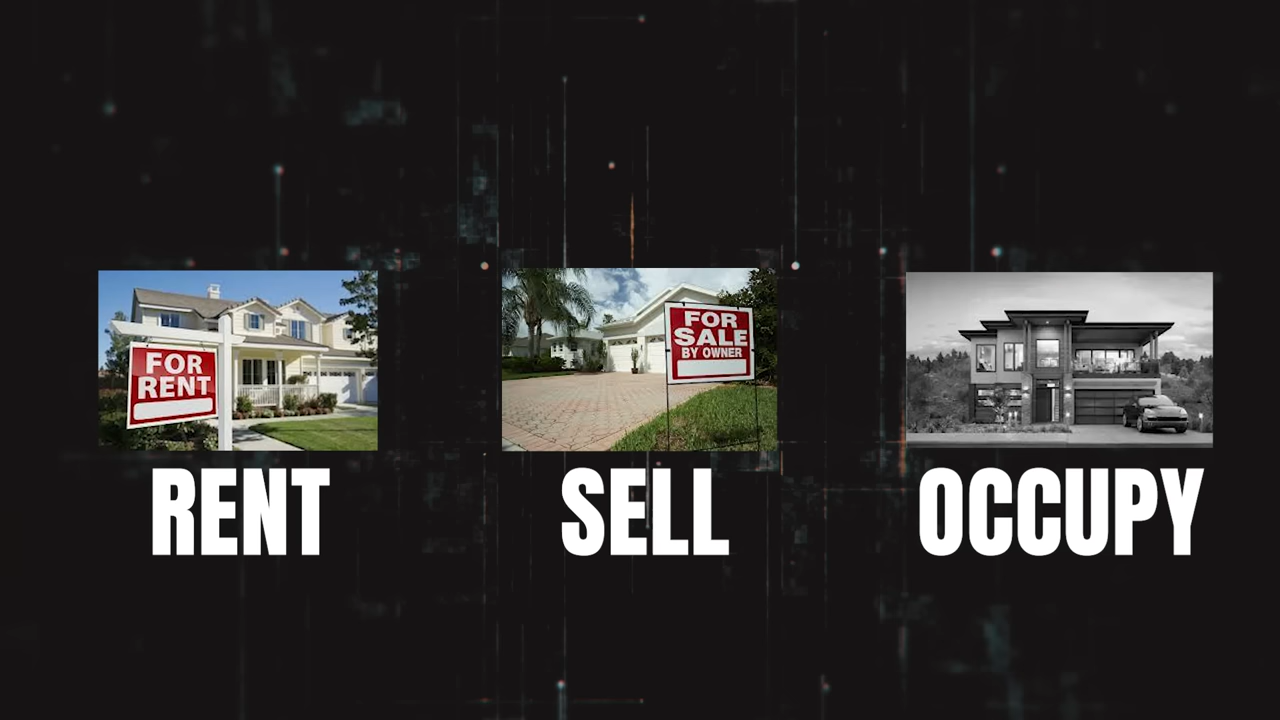 FOR
RENT
FOR
SALE
BY OWNER
RENT
SELL
OCCUPY